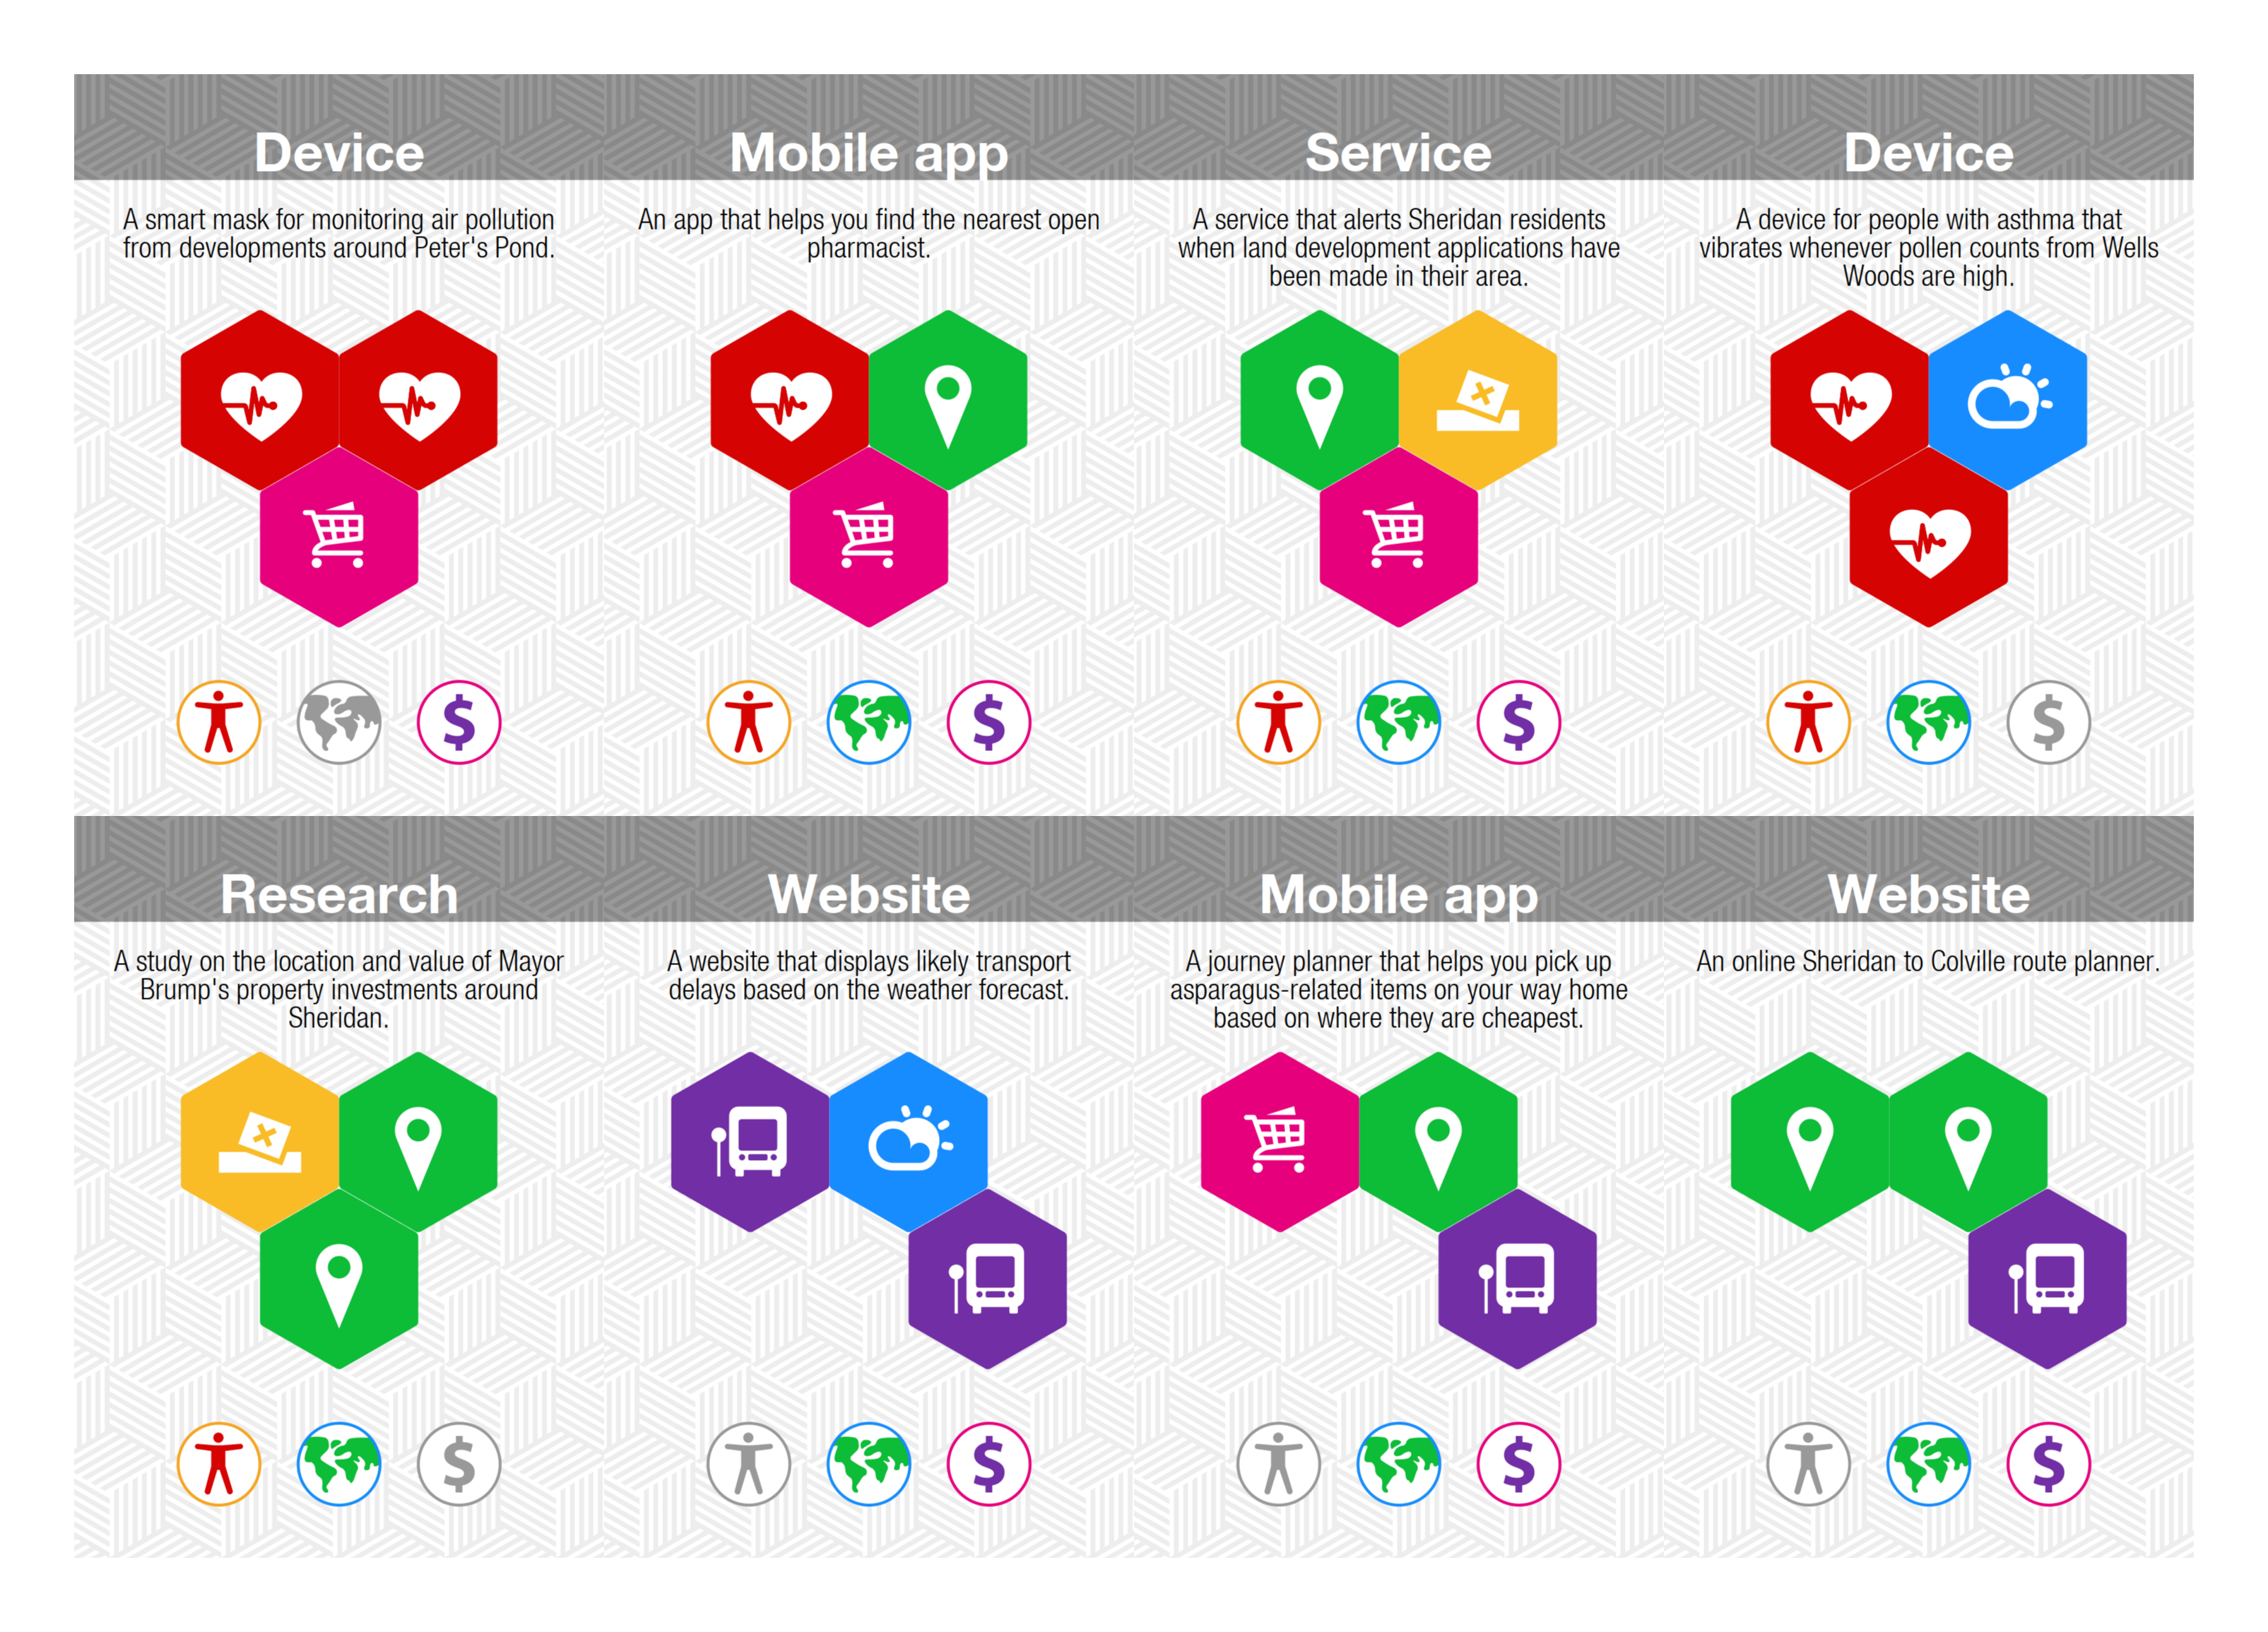 Device
A smart mask for monitoring air pollution
from developments around Peter's Pond.
$
Mobile app
An app that helps you find the nearest open
pharmacist.
$
Service
A service that alerts Sheridan residents
when land development applications have
been made in their area.
$
Device
A device for people with asthma that
vibrates whenever pollen counts from Wells
Woods are high.
$
Research
A study on the location and value of Mayor
Brump's property investments around
Sheridan.
$
Website
A website that displays likely transport
delays based on the weather forecast.
$
Mobile app
A journey planner that helps you pick up
asparagus-related items on your way home
based on where they are cheapest.
$
Website
An online Sheridan to Colville route planner.
$